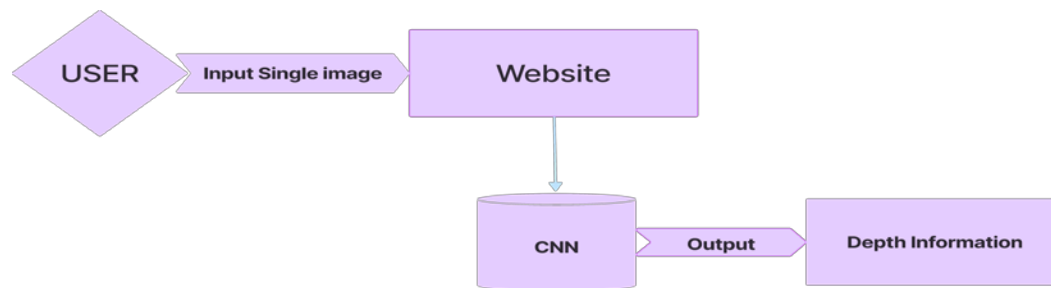 USER
Input Single image
Website
CNN
Output
Depth Information